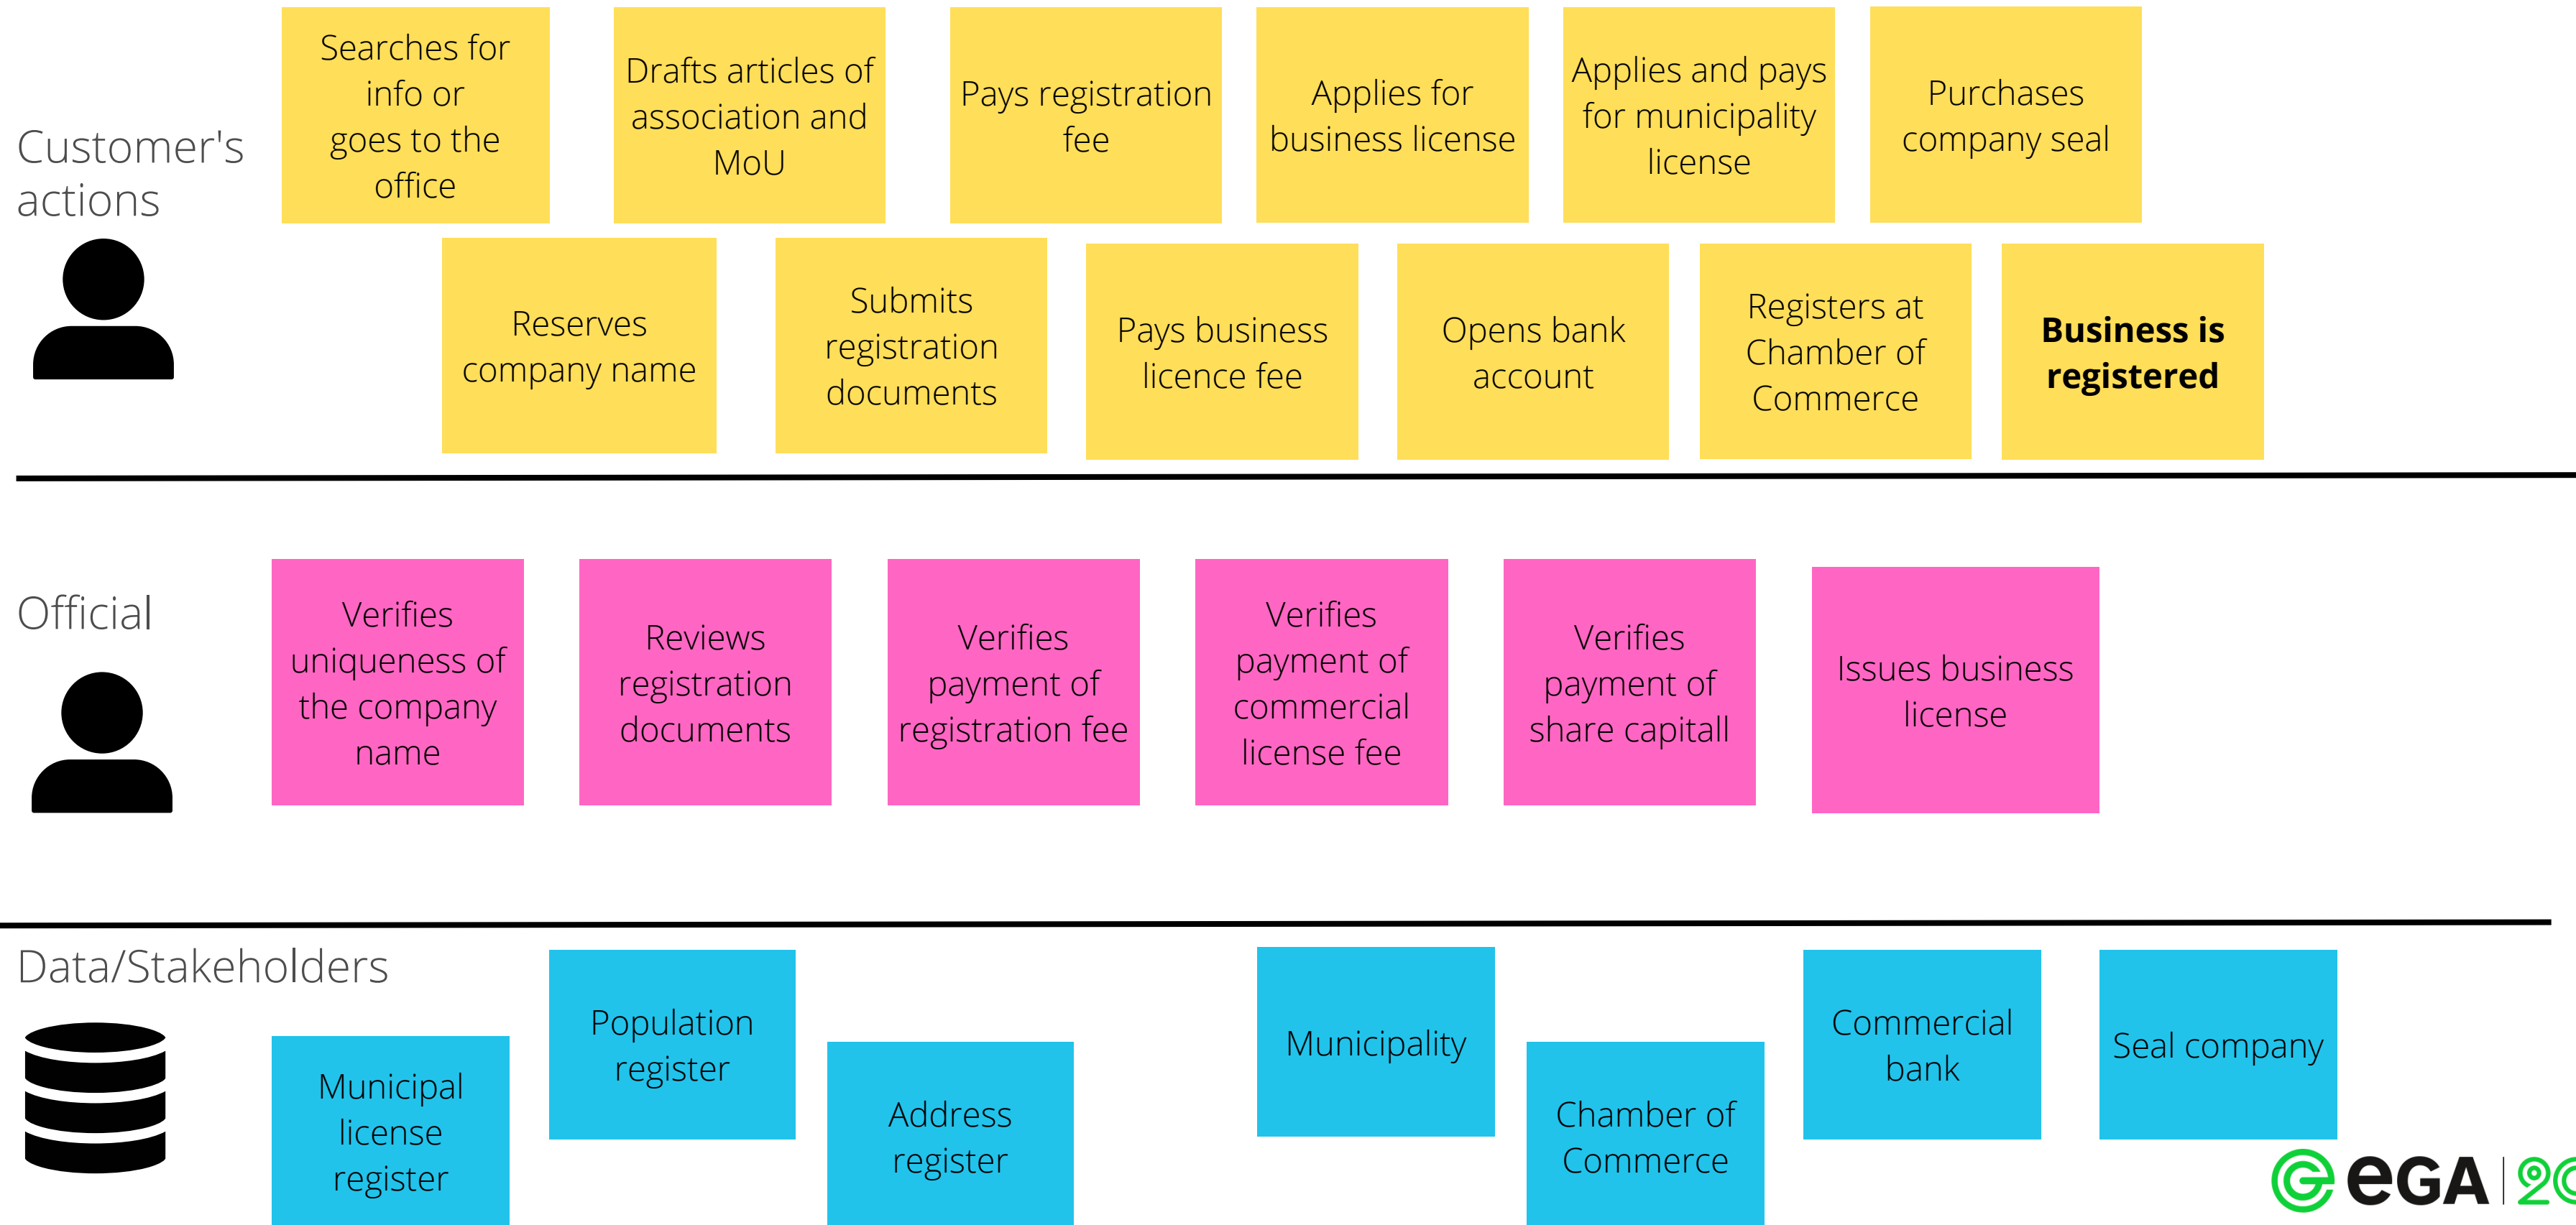 Customer's
actions
Searches for
info or
goes to the
office
Drafts articles of
association and
MoU
Pays registration
fee
Applies for
business license
Applies and pays
for municipality
license
Purchases
company seal
Reserves
company name
Submits
registration
documents
Pays business
licence fee
Opens bank
account
Registers at
Chamber of
Commerce
Business is
registered
Official
Verifies
uniqueness of
the company
name
Reviews
registration
documents
Verifies
payment of
registration fee
Verifies
payment of
commercial
license fee
Verifies
payment of
share capitall
Issues business
license
Data/Stakeholders
Municipal
license
register
Population
register
Address
register
Municipality
Chamber of
Commerce
Commercial
bank
Seal company
eGA